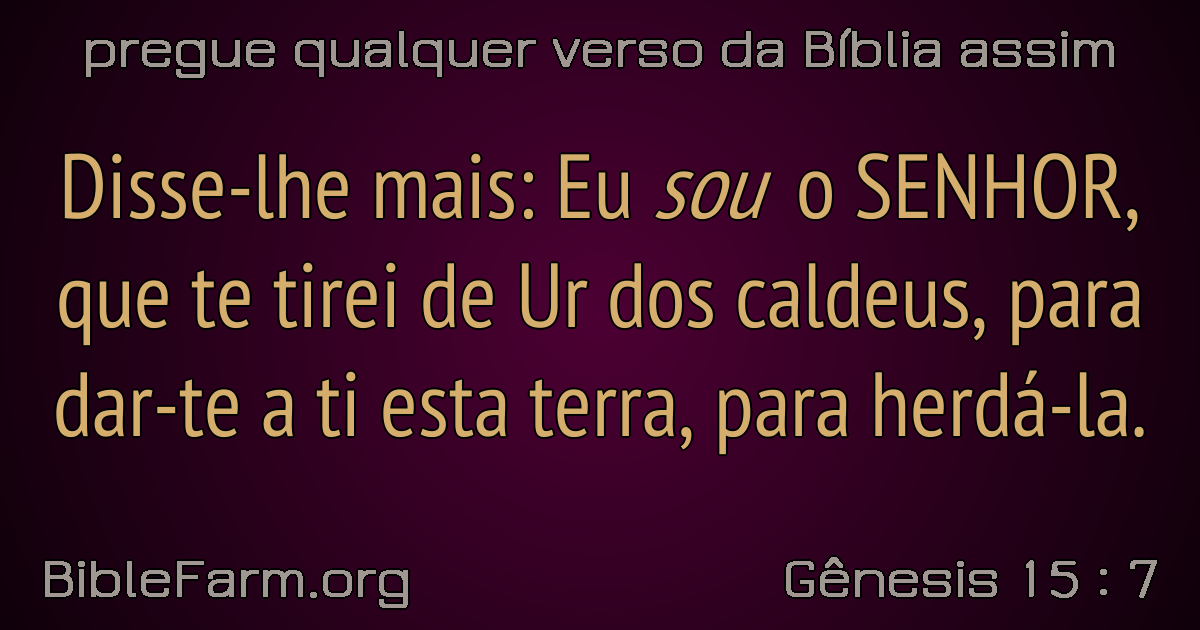 pregue qualquer verso da Bíblia assim
Disse-lhe mais: Eu sou o SENHOR,
que te tirei de Ur dos caldeus, para
dar-te a ti esta terra, para herdá-la.
BibleFarm.org
Gênesis 15 : 7